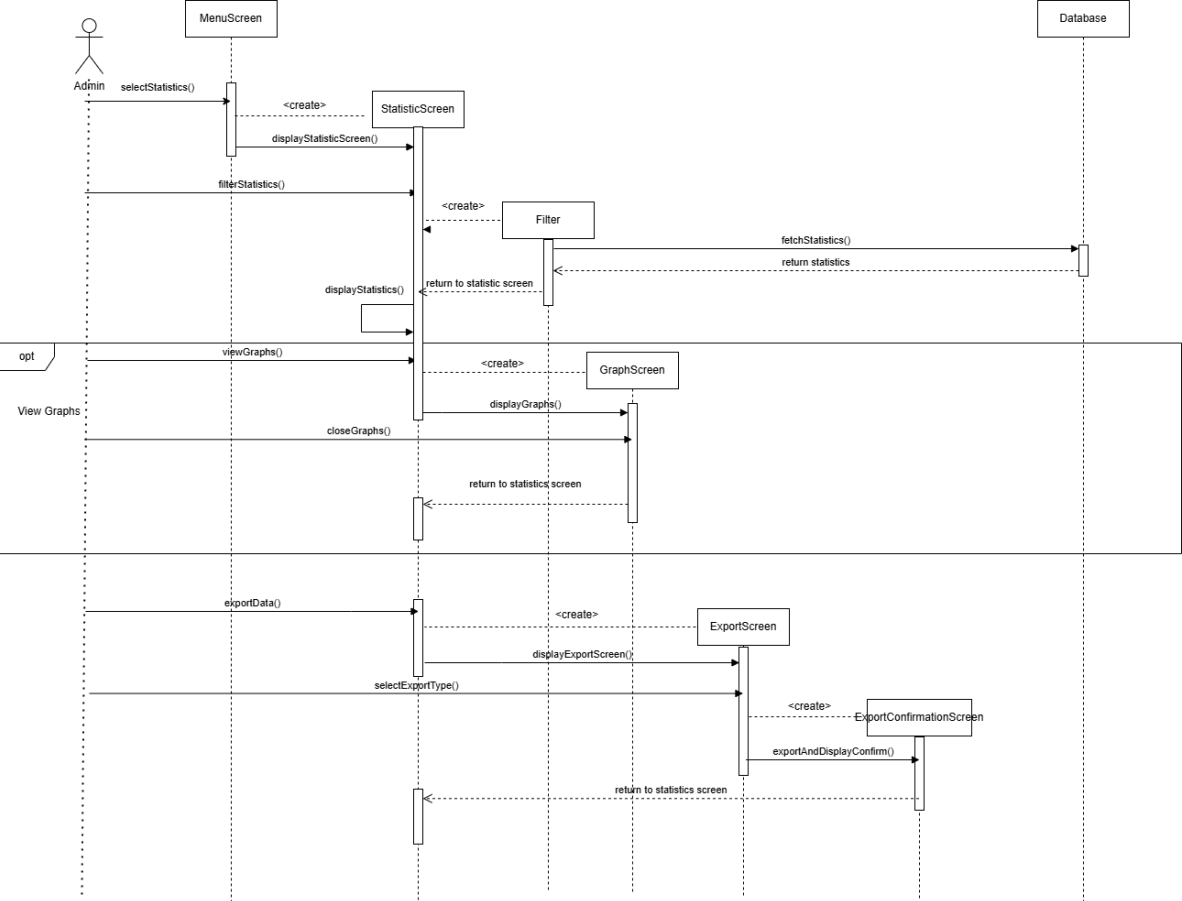 MenuScreen
Database
Admin
selectStatistics()
<create>
StatisticScreen
displayStatisticScreen()
filterStatistics()
<create>
Filter
fetchStatistics()
return statistics
return to statistic screen
displayStatistics()
opt
viewGraphs()
<create>
GraphScreen
View Graphs
displayGraphs()
closeGraphs()
return to statistics screen
exportData()
<create>
ExportScreen
displayExportScreen()
selectExportType()
<create>
ExportConfirmationScreen
exportAndDisplayConfirm()
return to statistics screen